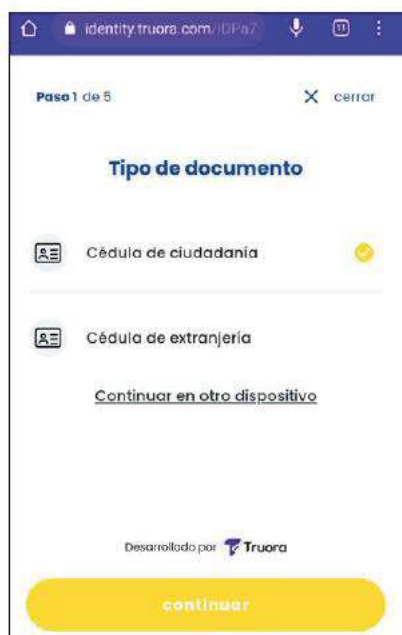 identity.truora.com/IDPa7
11
Paso 1 de 5
cerrar
Tipo de documento
Cédula de ciudadanía
Cédula de extranjería
Continuar en otro dispositivo
Desarrollado por Truora
continuar